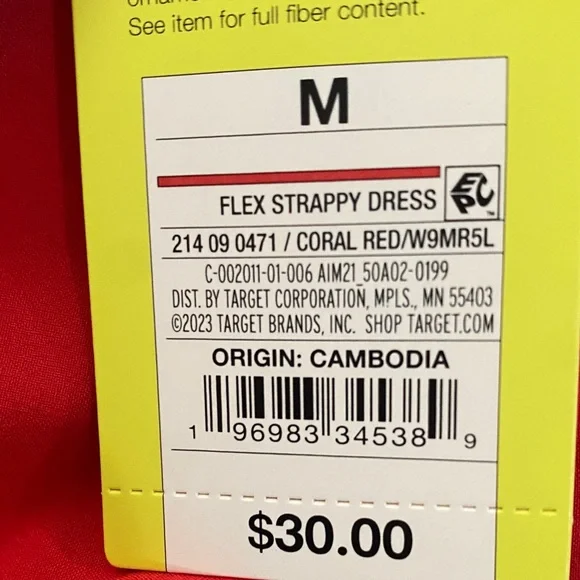 See item for full fiber content.
M
FLEX STRAPPY DRESS
EPC™
214 09 0471 / CORAL RED/W9MR5L
C-002011-01-006 AIM21 50A02-0199
DIST. BY TARGET CORPORATION, MPLS., MN 55403
©2023 TARGET BRANDS, INC. SHOP TARGET.COM
ORIGIN: CAMBODIA
1 96983 34538 9
$30.00